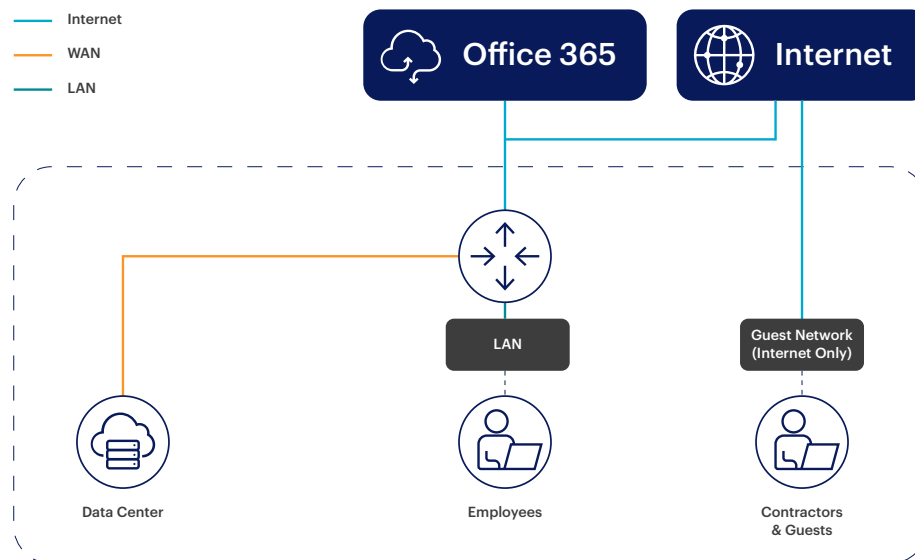 Internet
WAN
LAN
Office 365
Internet
LAN
Guest Network
(Internet Only)
Data Center
Employees
Contractors
& Guests